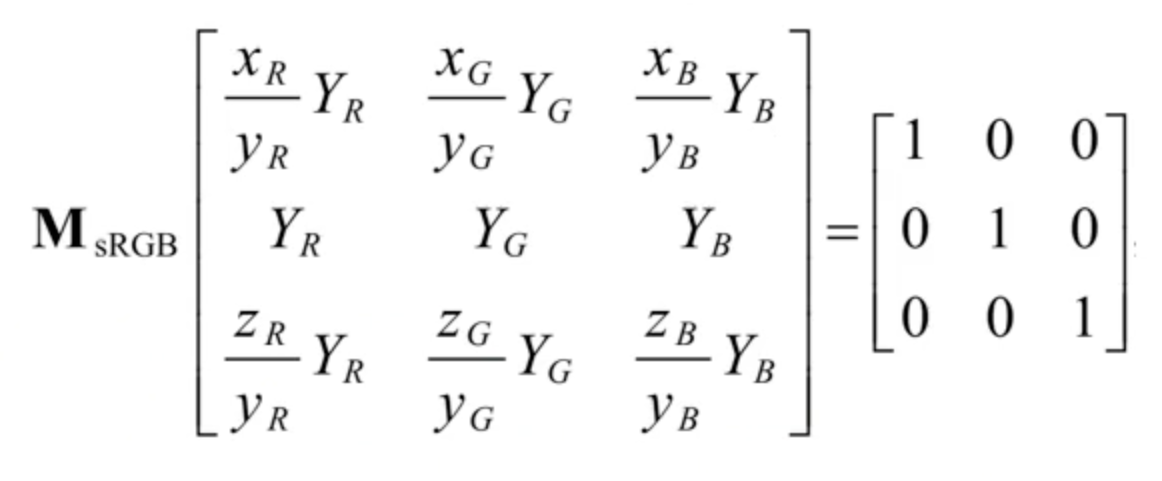 M sRGB [ x_R/y_R Y_R  x_G/y_G Y_G  x_B/y_B Y_B ] = [ 1 0 0 ]
[ Y_R  Y_G  Y_B ] [ 0 1 0 ]
[ z_R/y_R Y_R  z_G/y_G Y_G  z_B/y_B Y_B ] [ 0 0 1 ]